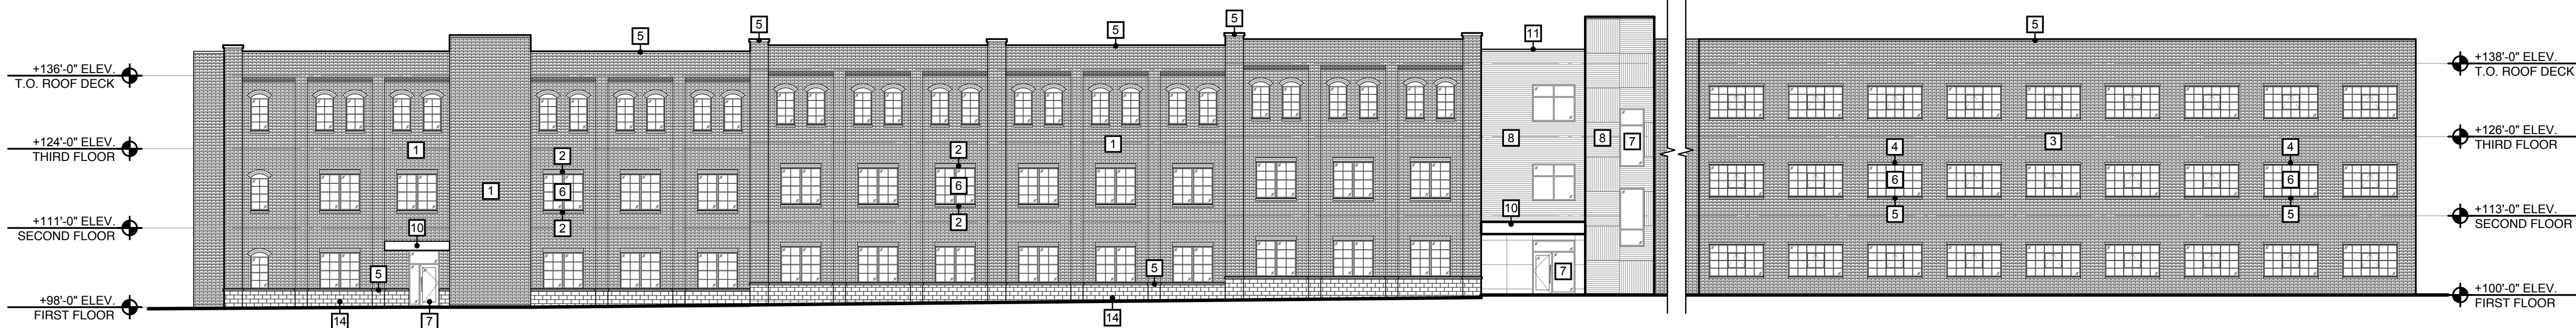 5
5
5
5
11
5
+136'-0" ELEV.
T.O. ROOF DECK
+138'-0" ELEV.
T.O. ROOF DECK
+124'-0" ELEV.
THIRD FLOOR
1
2
2
1
8
8
7
4
3
4
+126'-0" ELEV.
THIRD FLOOR
1
6
6
6
6
2
2
10
5
5
+111'-0" ELEV.
SECOND FLOOR
10
+113'-0" ELEV.
SECOND FLOOR
5
5
7
+98'-0" ELEV.
FIRST FLOOR
+100'-0" ELEV.
FIRST FLOOR
14
7
14